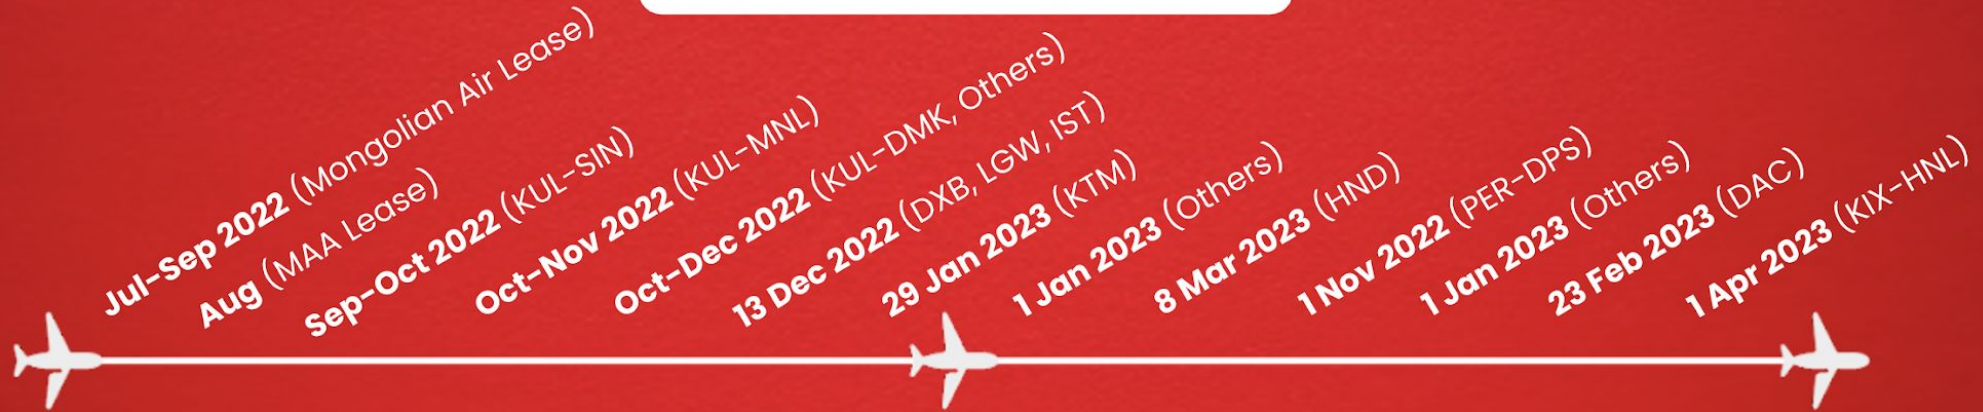 Jul-Sep 2022 (Mongolian Air Lease)
Aug (MAA Lease)
Sep-Oct 2022 (KUL-SIN)
Oct-Nov 2022 (KUL-MNL)
Oct-Dec 2022 (KUL-DMK, Others)
13 Dec 2022 (DXB, LGW, IST)
29 Jan 2023 (KTM)
1 Jan 2023 (Others)
8 Mar 2023 (HND)
1 Nov 2022 (PER-DPS)
1 Jan 2023 (Others)
23 Feb 2023 (DAC)
1 Apr 2023 (KIX-HNL)